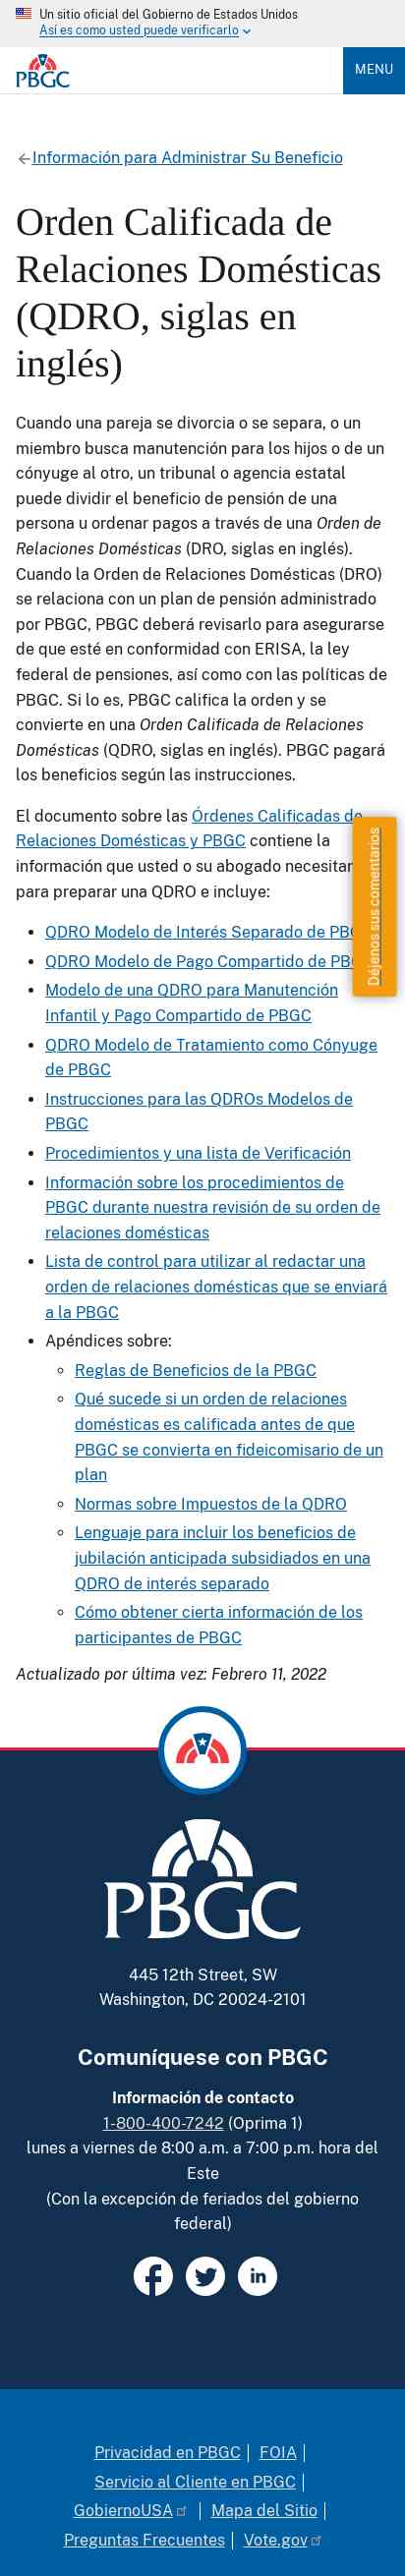 Un sitio oficial del Gobierno de Estados Unidos
Así es como usted puede verificarlo
PBGC
MENU
Información para Administrar Su Beneficio
Orden Calificada de
Relaciones Domésticas
(QDRO, siglas en
inglés)
Cuando una pareja se divorcia o se separa, o un
miembro busca manutención para los hijos o de un
cónyuge al otro, un tribunal o agencia estatal
puede dividir el beneficio de pensión de una
persona u ordenar pagos a través de una Orden de
Relaciones Domésticas (DRO, siglas en inglés).
Cuando la Orden de Relaciones Domésticas (DRO)
se relaciona con un plan de pensión administrado
por PBGC, PBGC deberá revisarlo para asegurarse
de que esté en conformidad con ERISA, la ley
federal de pensiones, así como con las políticas de
PBGC. Si lo es, PBGC califica la orden y se
convierte en una Orden Calificada de Relaciones
Domésticas (QDRO, siglas en inglés). PBGC pagará
los beneficios según las instrucciones.
El documento sobre las Órdenes Calificadas de
Relaciones Domésticas y PBGC contiene la
información que usted o su abogado necesitan
para preparar una QDRO e incluye:
Déjenos sus comentarios
QDRO Modelo de Interés Separado de PBGC
QDRO Modelo de Pago Compartido de PBGC
Modelo de una QDRO para Manutención
Infantil y Pago Compartido de PBGC
QDRO Modelo de Tratamiento como Cónyuge
de PBGC
Instrucciones para las QDROs Modelos de
PBGC
Procedimientos y una lista de Verificación
Información sobre los procedimientos de
PBGC durante nuestra revisión de su orden de
relaciones domésticas
Lista de control para utilizar al redactar una
orden de relaciones domésticas que se enviará
a la PBGC
Apéndices sobre:
Reglas de Beneficios de la PBGC
Qué sucede si un orden de relaciones
domésticas es calificada antes de que
PBGC se convierta en fideicomisario de un
plan
Normas sobre Impuestos de la QDRO
Lenguaje para incluir los beneficios de
jubilación anticipada subsidiados en una
QDRO de interés separado
Cómo obtener cierta información de los
participantes de PBGC
Actualizado por última vez: Febrero 11, 2022
PBGC
445 12th Street, SW
Washington, DC 20024-2101
Comuníquese con PBGC
Información de contacto
1-800-400-7242 (Oprima 1)
lunes a viernes de 8:00 a.m. a 7:00 p.m. hora del
Este
(Con la excepción de feriados del gobierno
federal)
Privacidad en PBGC | FOIA |
Servicio al Cliente en PBGC |
GobiernoUSA | Mapa del Sitio |
Preguntas Frecuentes | Vote.gov